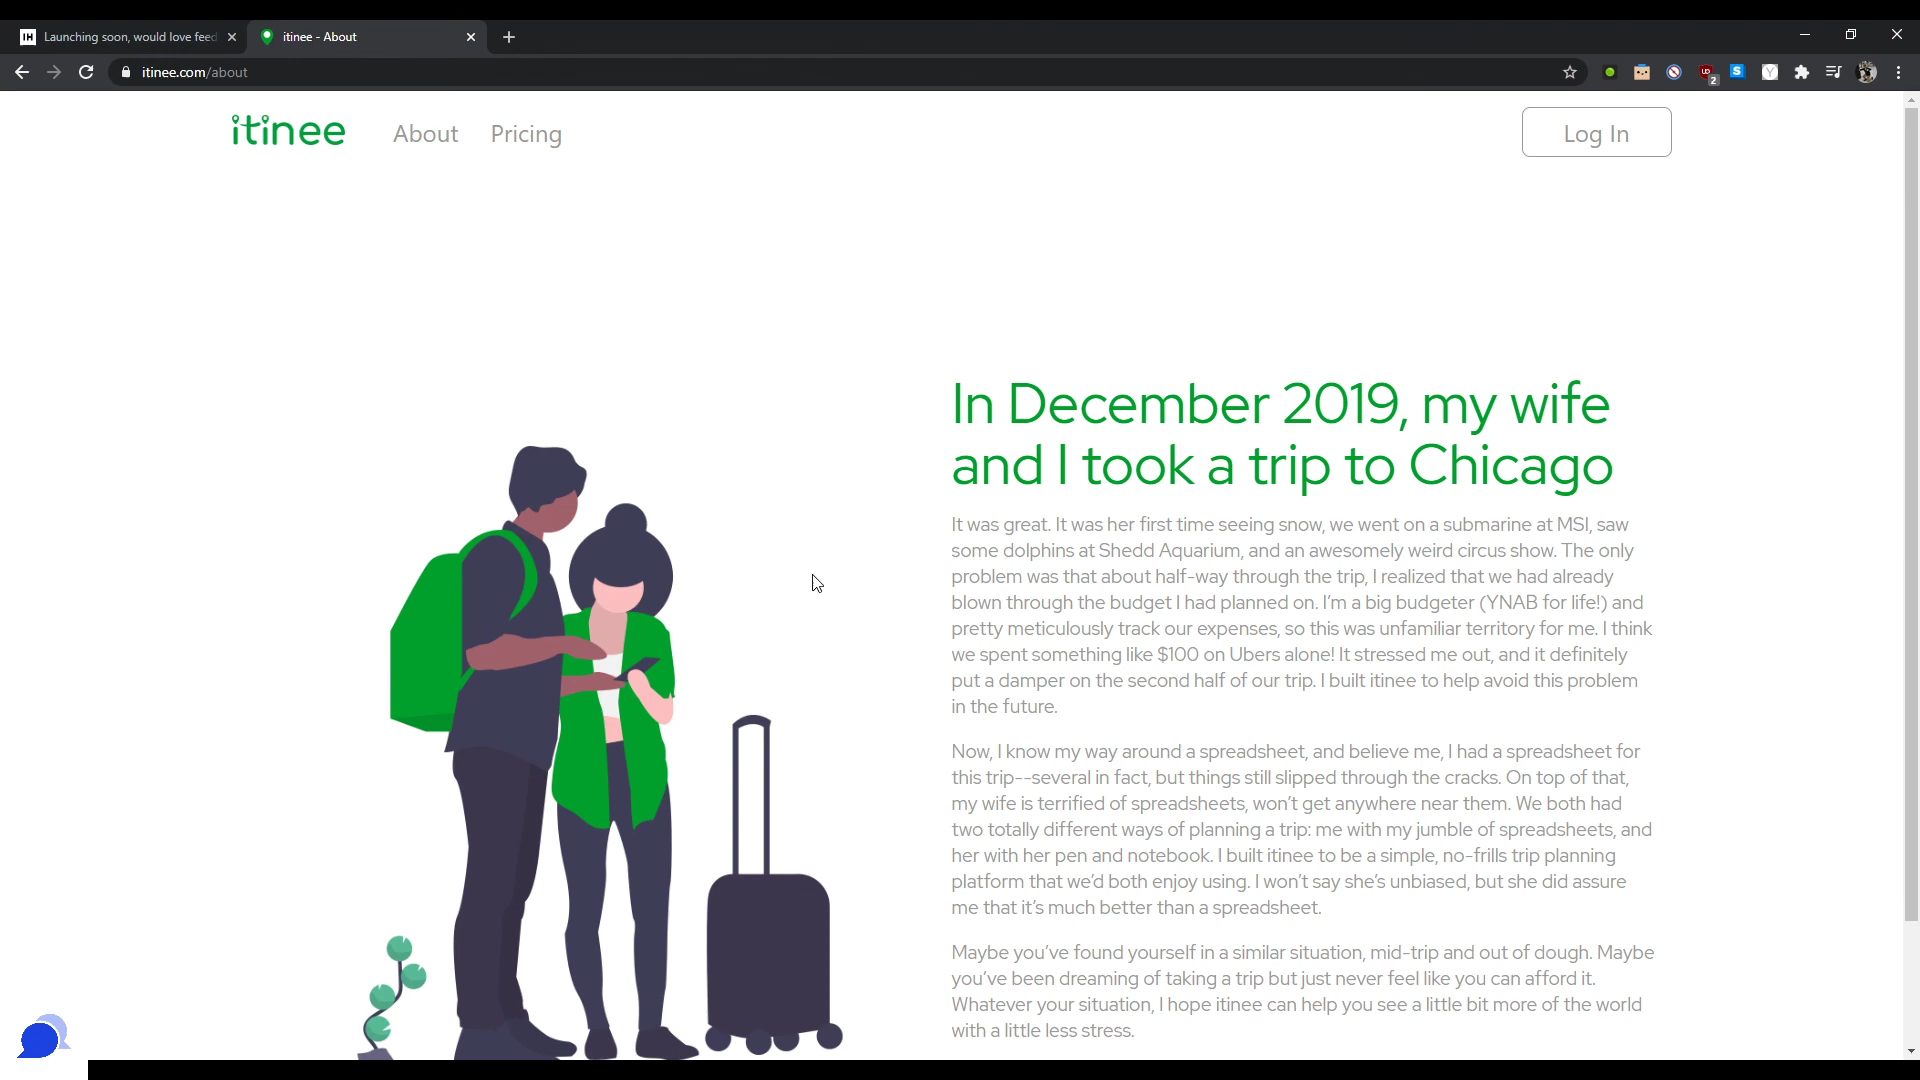 IH Launching soon, would love feed
itinee - About
itinee.com/about
UD 2 S Y
itinee About Pricing Log In
In December 2019, my wife
and I took a trip to Chicago
It was great. It was her first time seeing snow, we went on a submarine at MSI, saw
some dolphins at Shedd Aquarium, and an awesomely weird circus show. The only
problem was that about half-way through the trip, I realized that we had already
blown through the budget I had planned on. I'm a big budgeter (YNAB for life!) and
pretty meticulously track our expenses, so this was unfamiliar territory for me. I think
we spent something like $100 on Ubers alone! It stressed me out, and it definitely
put a damper on the second half of our trip. I built itinee to help avoid this problem
in the future.
Now, I know my way around a spreadsheet, and believe me, I had a spreadsheet for
this trip--several in fact, but things still slipped through the cracks. On top of that,
my wife is terrified of spreadsheets, won't get anywhere near them. We both had
two totally different ways of planning a trip: me with my jumble of spreadsheets, and
her with her pen and notebook. I built itinee to be a simple, no-frills trip planning
platform that we'd both enjoy using. I won't say she's unbiased, but she did assure
me that it's much better than a spreadsheet.
Maybe you've found yourself in a similar situation, mid-trip and out of dough. Maybe
you've been dreaming of taking a trip but just never feel like you can afford it.
Whatever your situation, I hope itinee can help you see a little bit more of the world
with a little less stress.